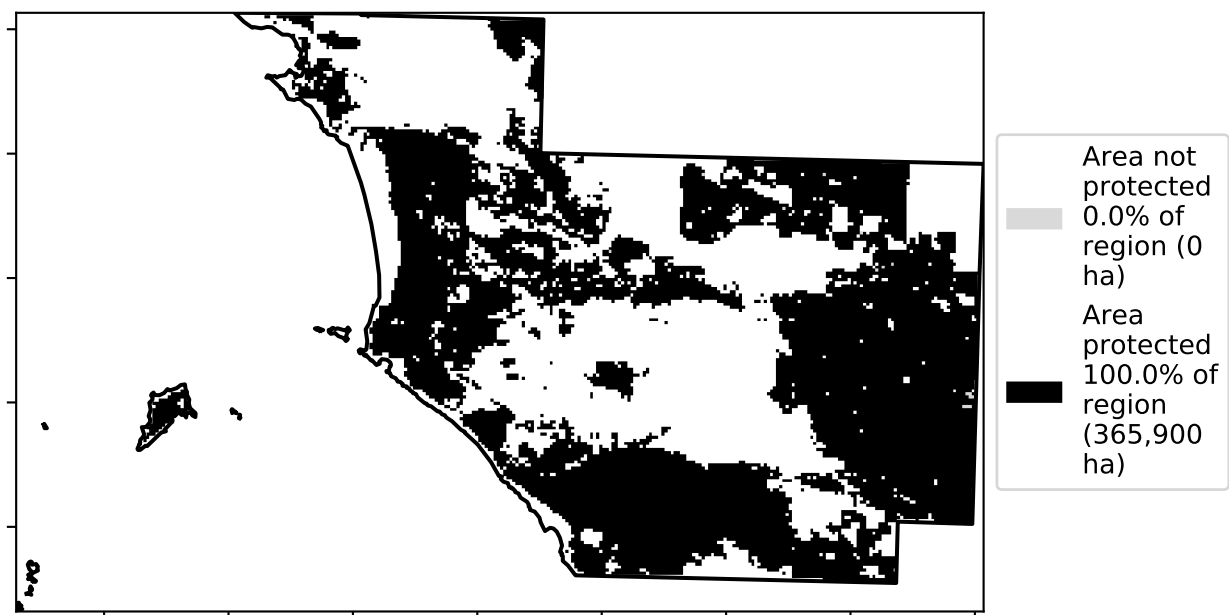 Area not
protected
0.0% of
region (0
ha)
Area
protected
100.0% of
region
(365,900
ha)